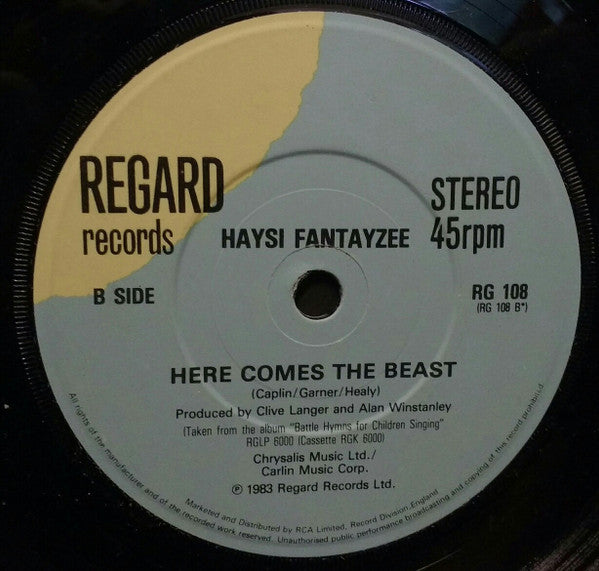 REGARD
records
HAYSI FANTAYZEE
STEREO
45rpm
B SIDE
RG 108
(RG 108 B*)
HERE COMES THE BEAST
(Caplin/Garner/Healy)
Produced by Clive Langer and Alan Winstanley
(Taken from the album "Battle Hymns for Children Singing"
RGLP 6000 (Cassette RGK 6000)
Chrysalis Music Ltd./
Carlin Music Corp.
℗ 1983 Regard Records Ltd.
Marketed and Distributed by RCA Limited, Record Division, England
All rights of the manufacturer and of the recorded work reserved. Unauthorised public performance broadcasting and copying of this record prohibited.